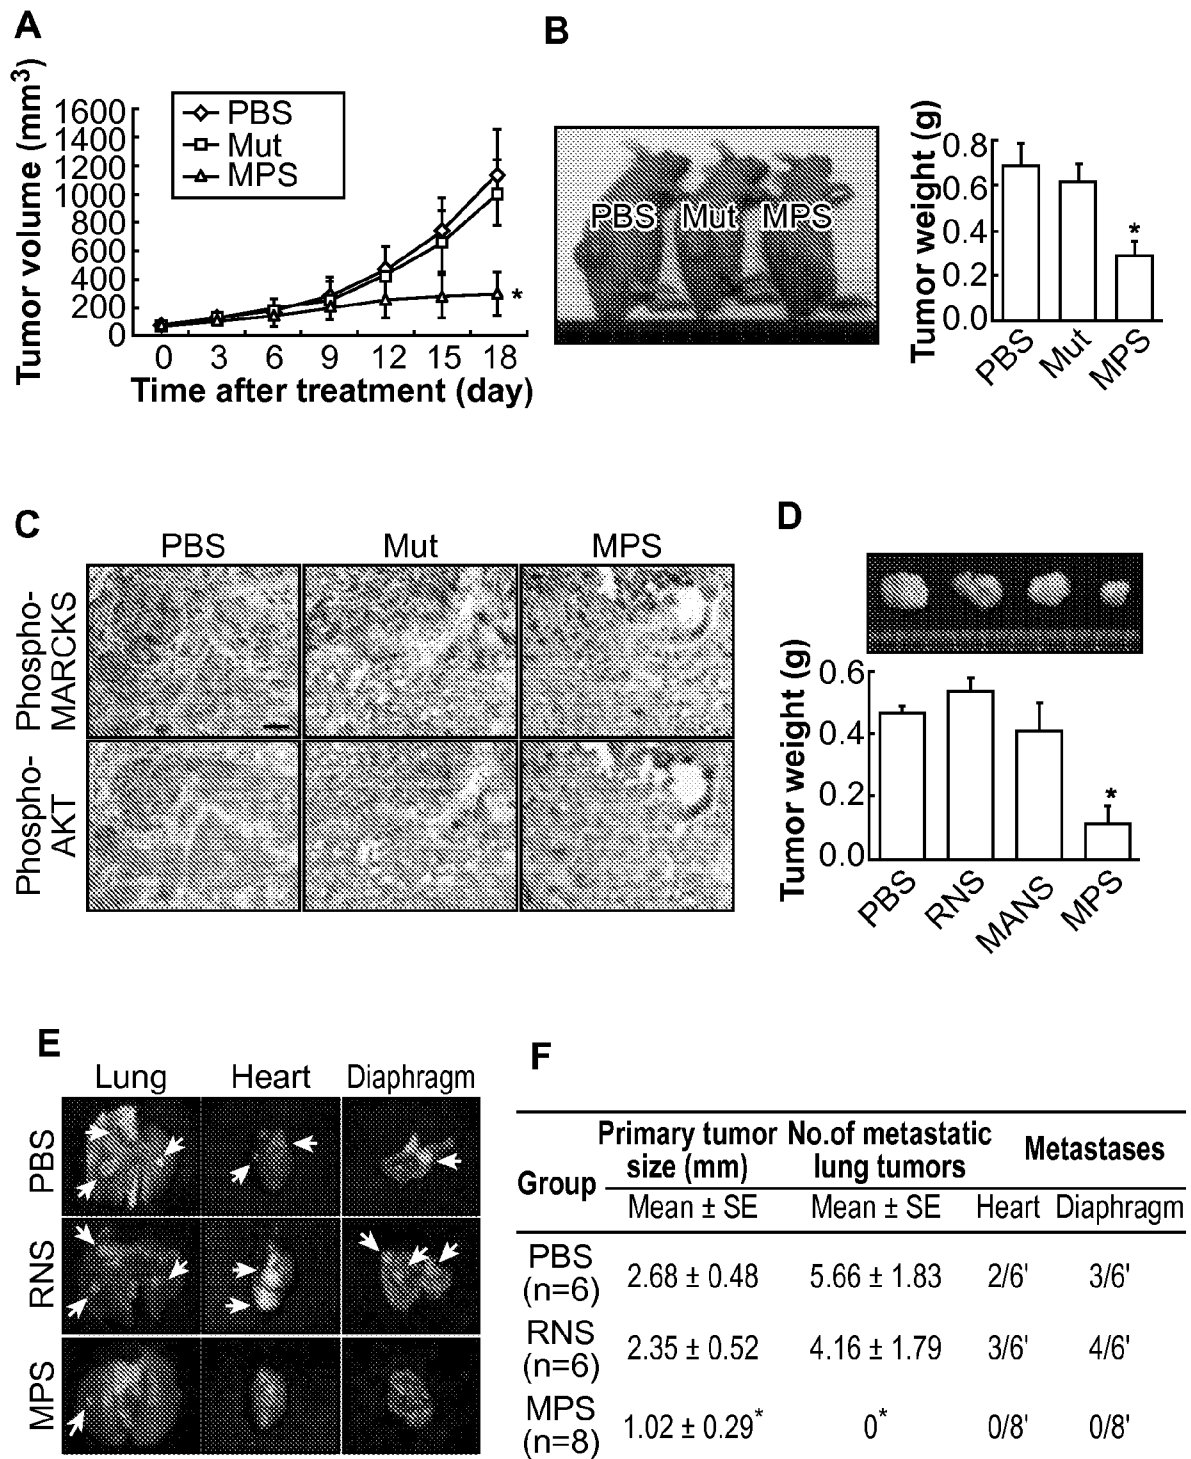 A
Tumor volume (mm³)
1600
1400
1200
1000
800
600
400
200
0
PBS
Mut
MPS
*
0 3 6 9 12 15 18
Time after treatment (day)
B
PBS Mut MPS
Tumor weight (g)
0.8
0.6
0.4
0.2
0.0
*
PBS Mut MPS
C
PBS Mut MPS
Phospho-
MARCKS
Phospho-
AKT
D
Tumor weight (g)
0.6
0.4
0.2
0.0
*
PBS RNS MANS MPS
E
Lung Heart Diaphragm
PBS
RNS
MPS
F
Group
Primary tumor
size (mm)
No.of metastatic
lung tumors
Metastases
Mean ± SE Mean ± SE Heart Diaphragm
PBS
(n=6) 2.68 ± 0.48 5.66 ± 1.83 2/6' 3/6'
RNS
(n=6) 2.35 ± 0.52 4.16 ± 1.79 3/6' 4/6'
MPS
(n=8) 1.02 ± 0.29* 0* 0/8' 0/8'